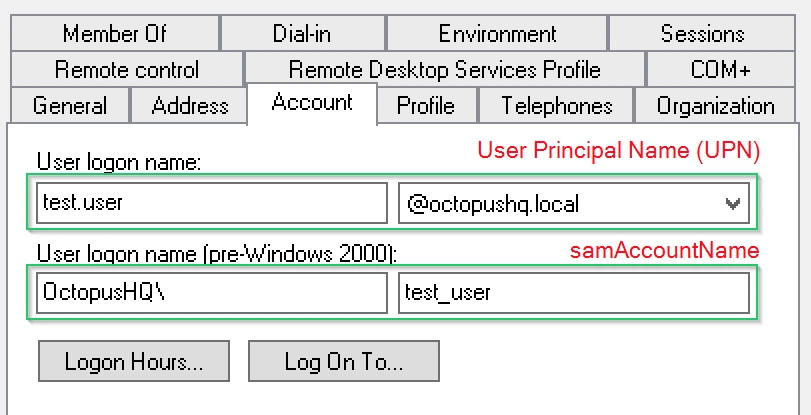 Member Of Dial-in Environment Sessions
Remote control Remote Desktop Services Profile COM+
General Address Account Profile Telephones Organization
User Principal Name (UPN)
User logon name:
test.user @octopushq.local
samAccountName
User logon name (pre-Windows 2000):
OctopusHQ\ test_user
Logon Hours... Log On To...